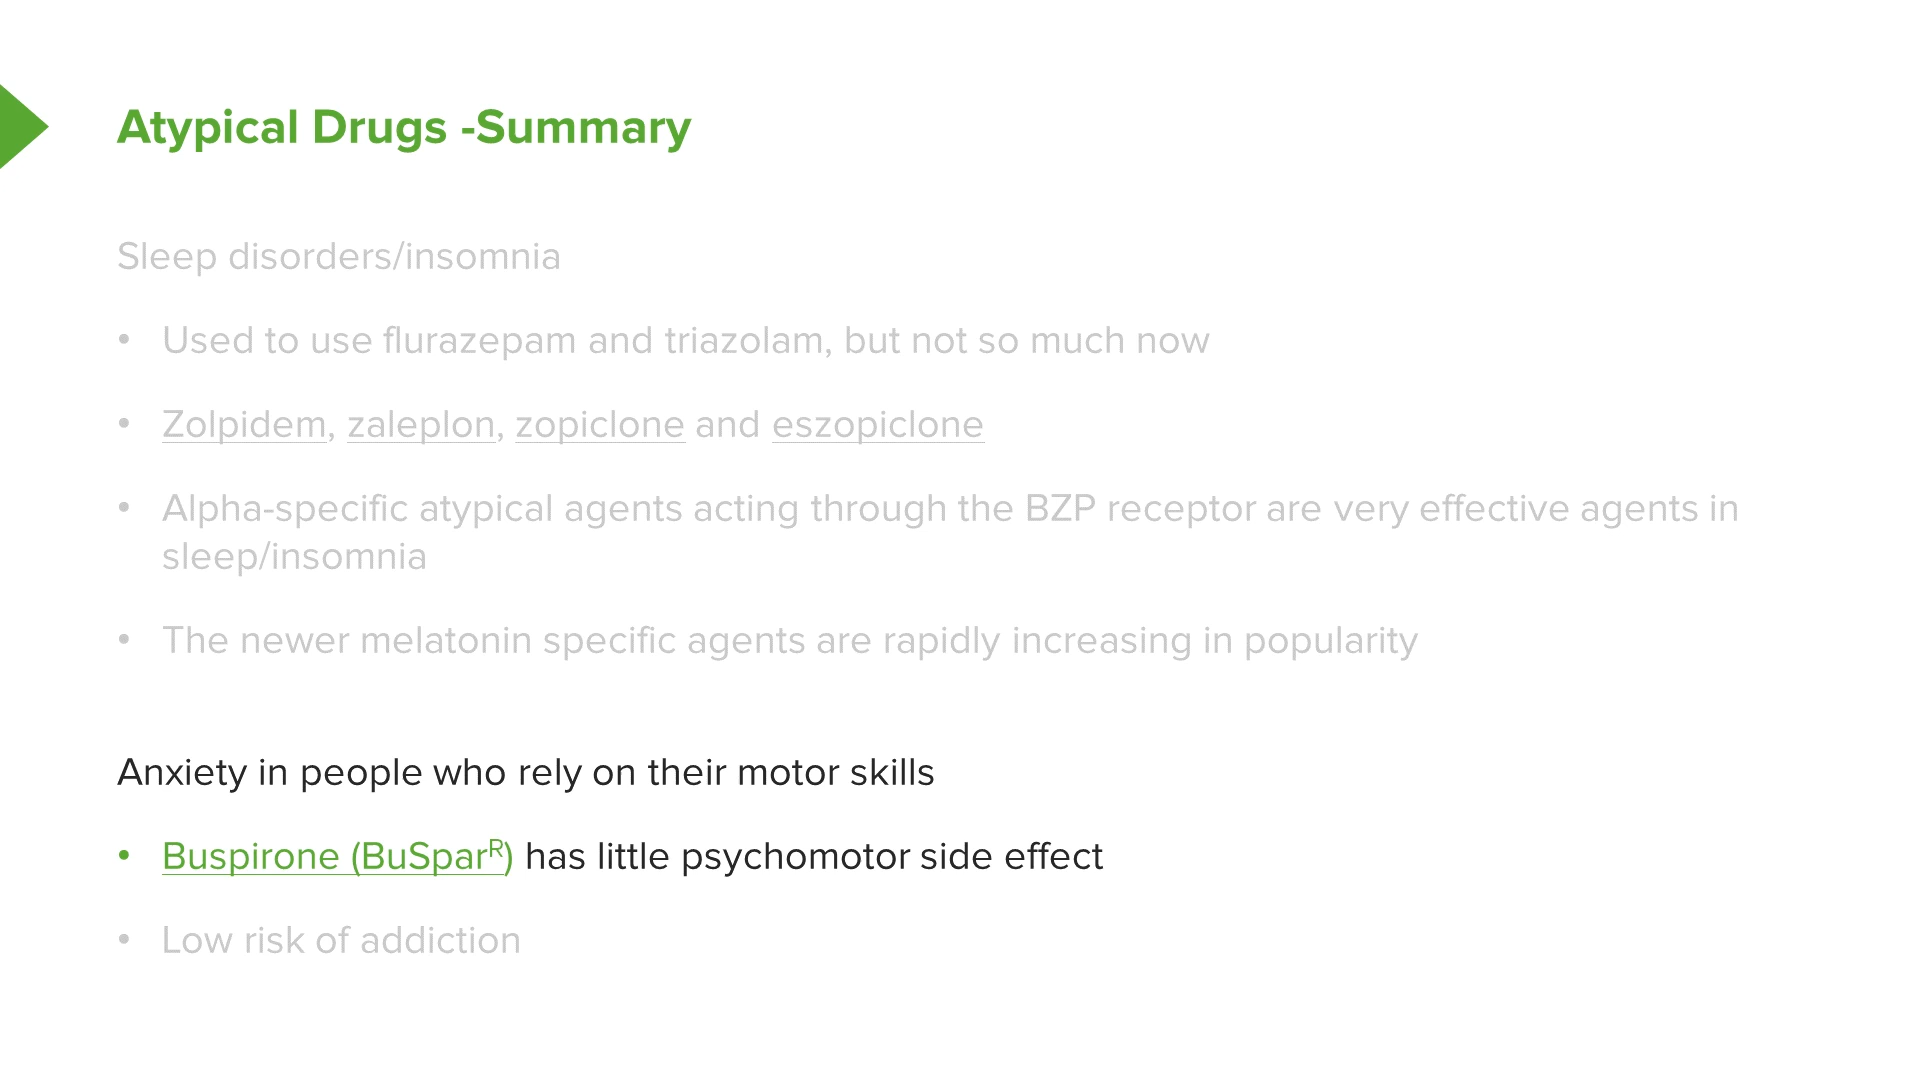 Atypical Drugs -Summary
Sleep disorders/insomnia
• Used to use flurazepam and triazolam, but not so much now
• Zolpidem, zaleplon, zopiclone and eszopiclone
• Alpha-specific atypical agents acting through the BZP receptor are very effective agents in
sleep/insomnia
• The newer melatonin specific agents are rapidly increasing in popularity
Anxiety in people who rely on their motor skills
• Buspirone (BuSparᴿ) has little psychomotor side effect
• Low risk of addiction